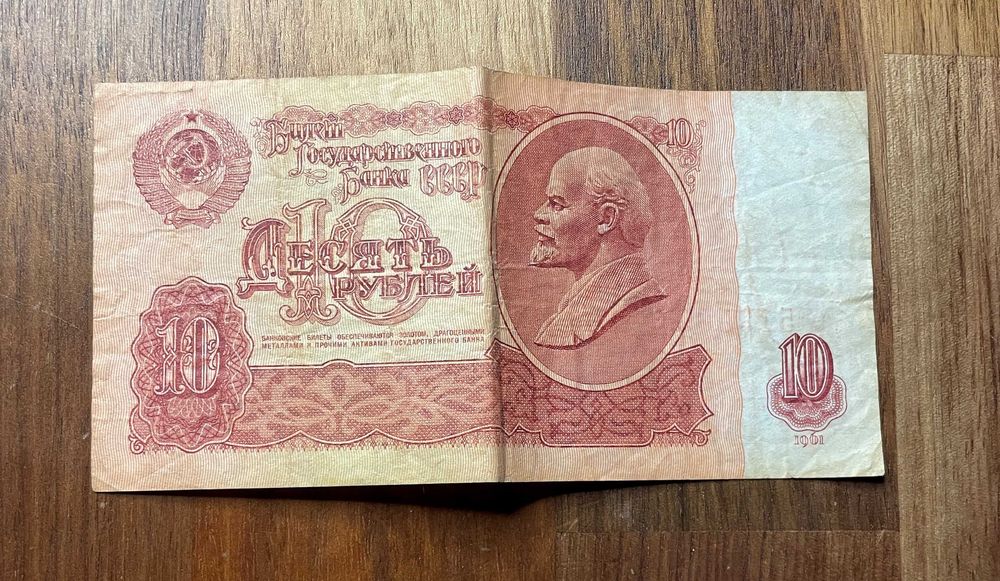 Билет
Государственного
Банка СССР
10
Десять
рублей
10
БАНКОВСКИЕ БИЛЕТЫ ОБЕСПЕЧИВАЮТСЯ ЗОЛОТОМ, ДРАГОЦЕННЫМИ
МЕТАЛЛАМИ И ПРОЧИМИ АКТИВАМИ ГОСУДАРСТВЕННОГО БАНКА
10
10
1961